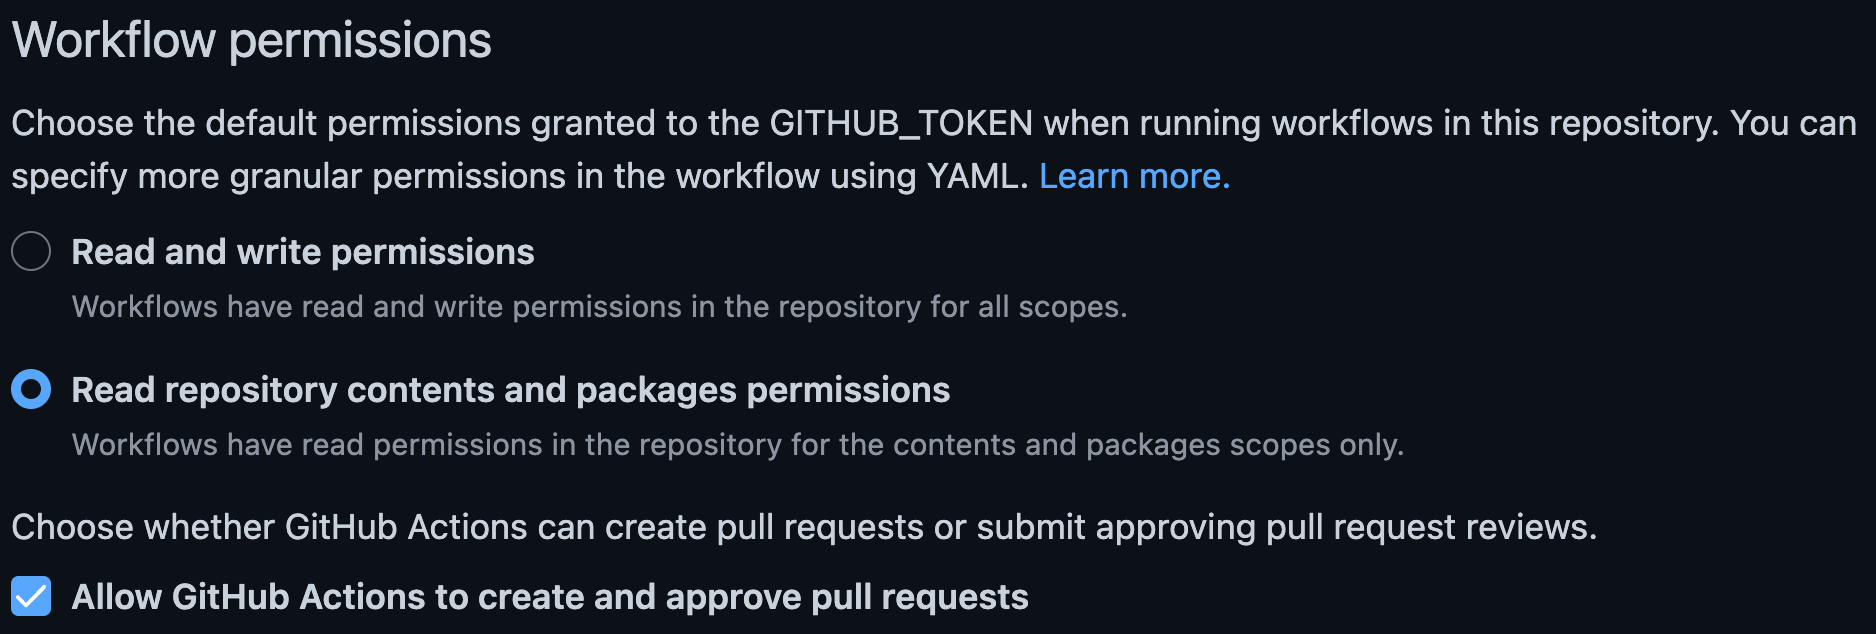 Workflow permissions
Choose the default permissions granted to the GITHUB_TOKEN when running workflows in this repository. You can
specify more granular permissions in the workflow using YAML. Learn more.
Read and write permissions
Workflows have read and write permissions in the repository for all scopes.
Read repository contents and packages permissions
Workflows have read permissions in the repository for the contents and packages scopes only.
Choose whether GitHub Actions can create pull requests or submit approving pull request reviews.
Allow GitHub Actions to create and approve pull requests